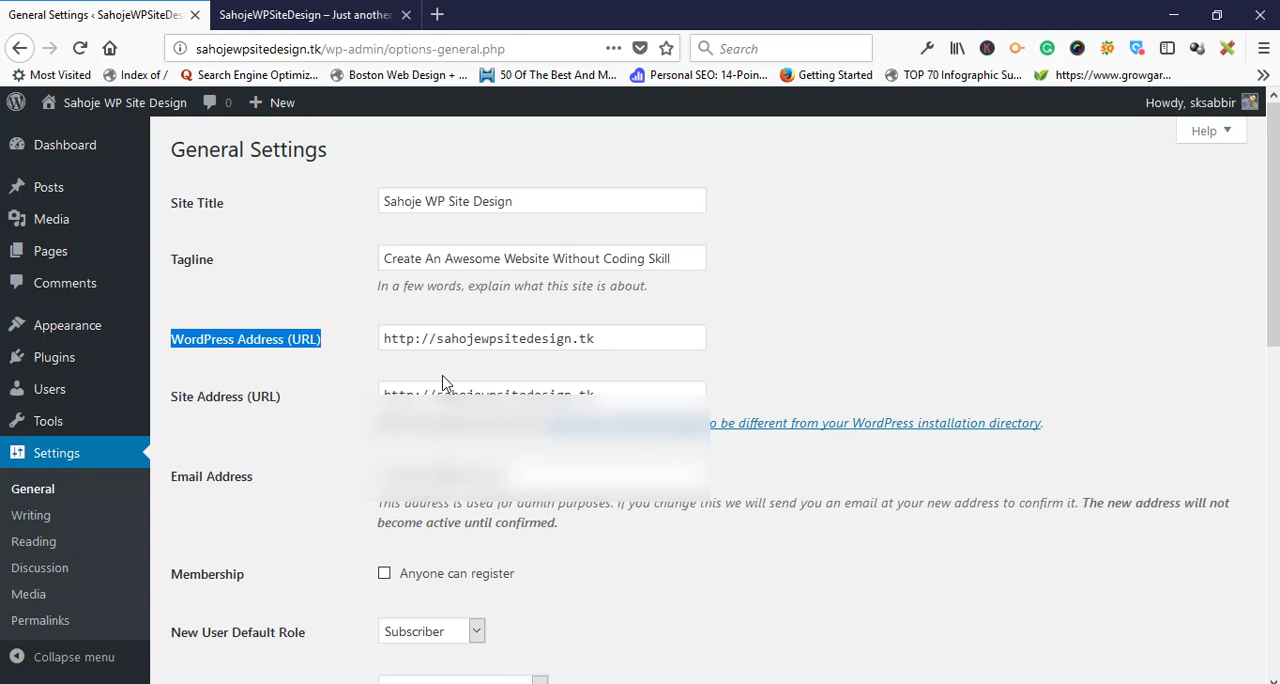 General Settings ‹ SahojeWPSiteDes
SahojeWPSiteDesign – Just another
sahojewpsitedesign.tk/wp-admin/options-general.php
Search
Most Visited
Index of /
Search Engine Optimiz...
Boston Web Design + ...
50 Of The Best And M...
Personal SEO: 14-Poin...
Getting Started
TOP 70 Infographic Su...
https://www.growgar...
Sahoje WP Site Design
0
New
Howdy, sksabbir
Help
Dashboard
Posts
Media
Pages
Comments
Appearance
Plugins
Users
Tools
Settings
General
Writing
Reading
Discussion
Media
Permalinks
Collapse menu
General Settings
Site Title
Sahoje WP Site Design
Tagline
Create An Awesome Website Without Coding Skill
In a few words, explain what this site is about.
WordPress Address (URL)
http://sahojewpsitedesign.tk
Site Address (URL)
http://sahojewpsitedesign.tk
o be different from your WordPress installation directory.
Email Address
This address is used for admin purposes. If you change this we will send you an email at your new address to confirm it. The new address will not
become active until confirmed.
Membership
Anyone can register
New User Default Role
Subscriber